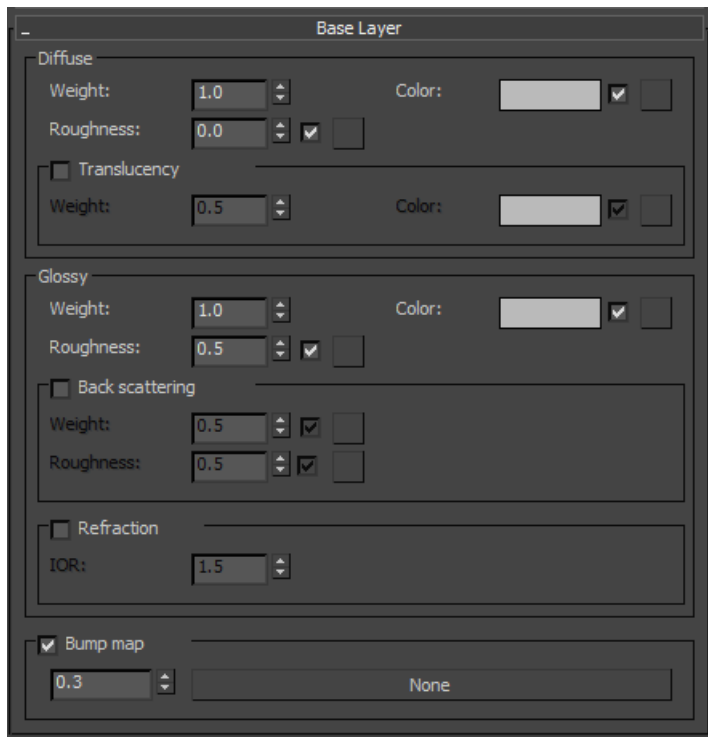 Base Layer
Diffuse
Weight: 1.0 Color:
Roughness: 0.0
Translucency
Weight: 0.5 Color:
Glossy
Weight: 1.0 Color:
Roughness: 0.5
Back scattering
Weight: 0.5
Roughness: 0.5
Refraction
IOR: 1.5
Bump map
0.3 None